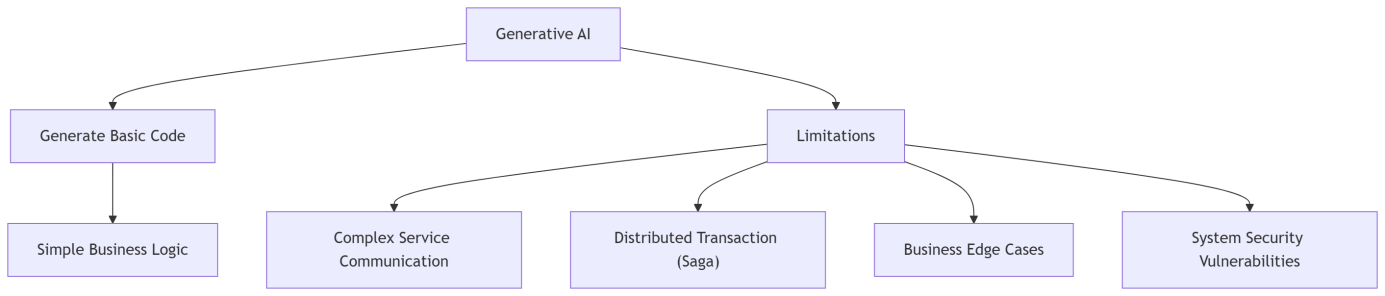 Generative AI
Generate Basic Code
Limitations
Simple Business Logic
Complex Service
Communication
Distributed Transaction
(Saga)
Business Edge Cases
System Security
Vulnerabilities